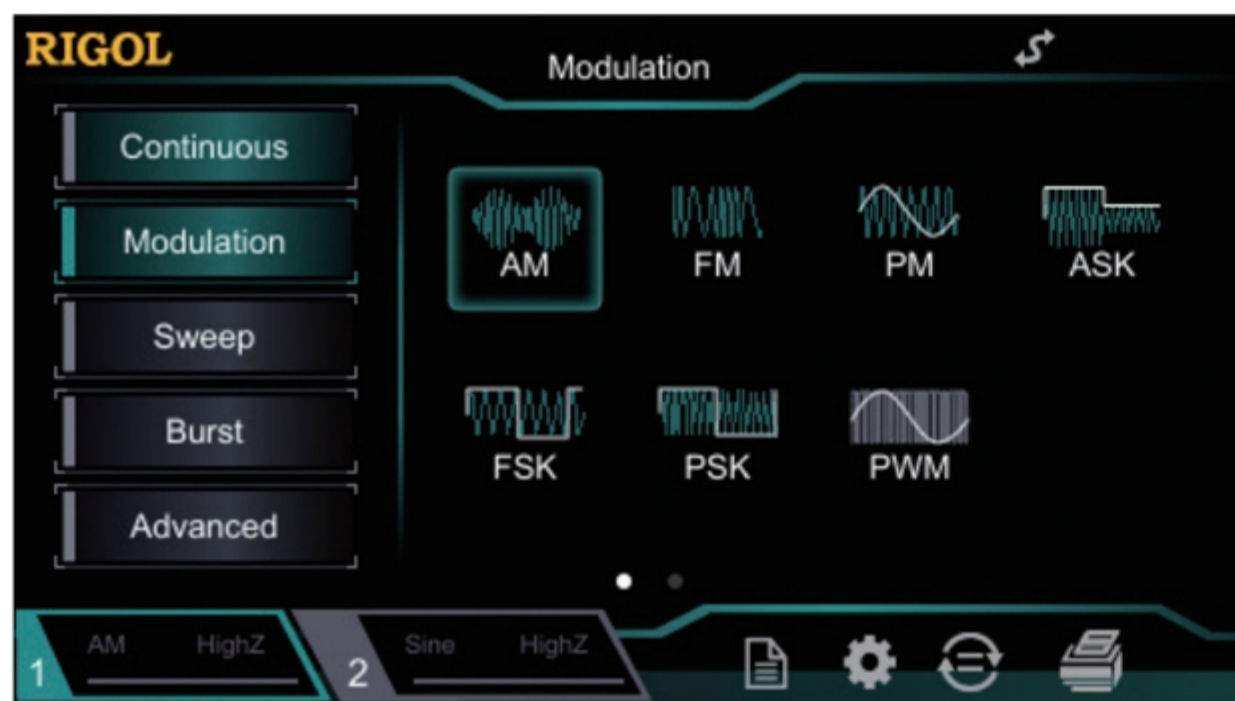 RIGOL
Modulation
Continuous
Modulation
Sweep
Burst
Advanced
AM FM PM ASK
FSK PSK PWM
1 AM HighZ 2 Sine HighZ